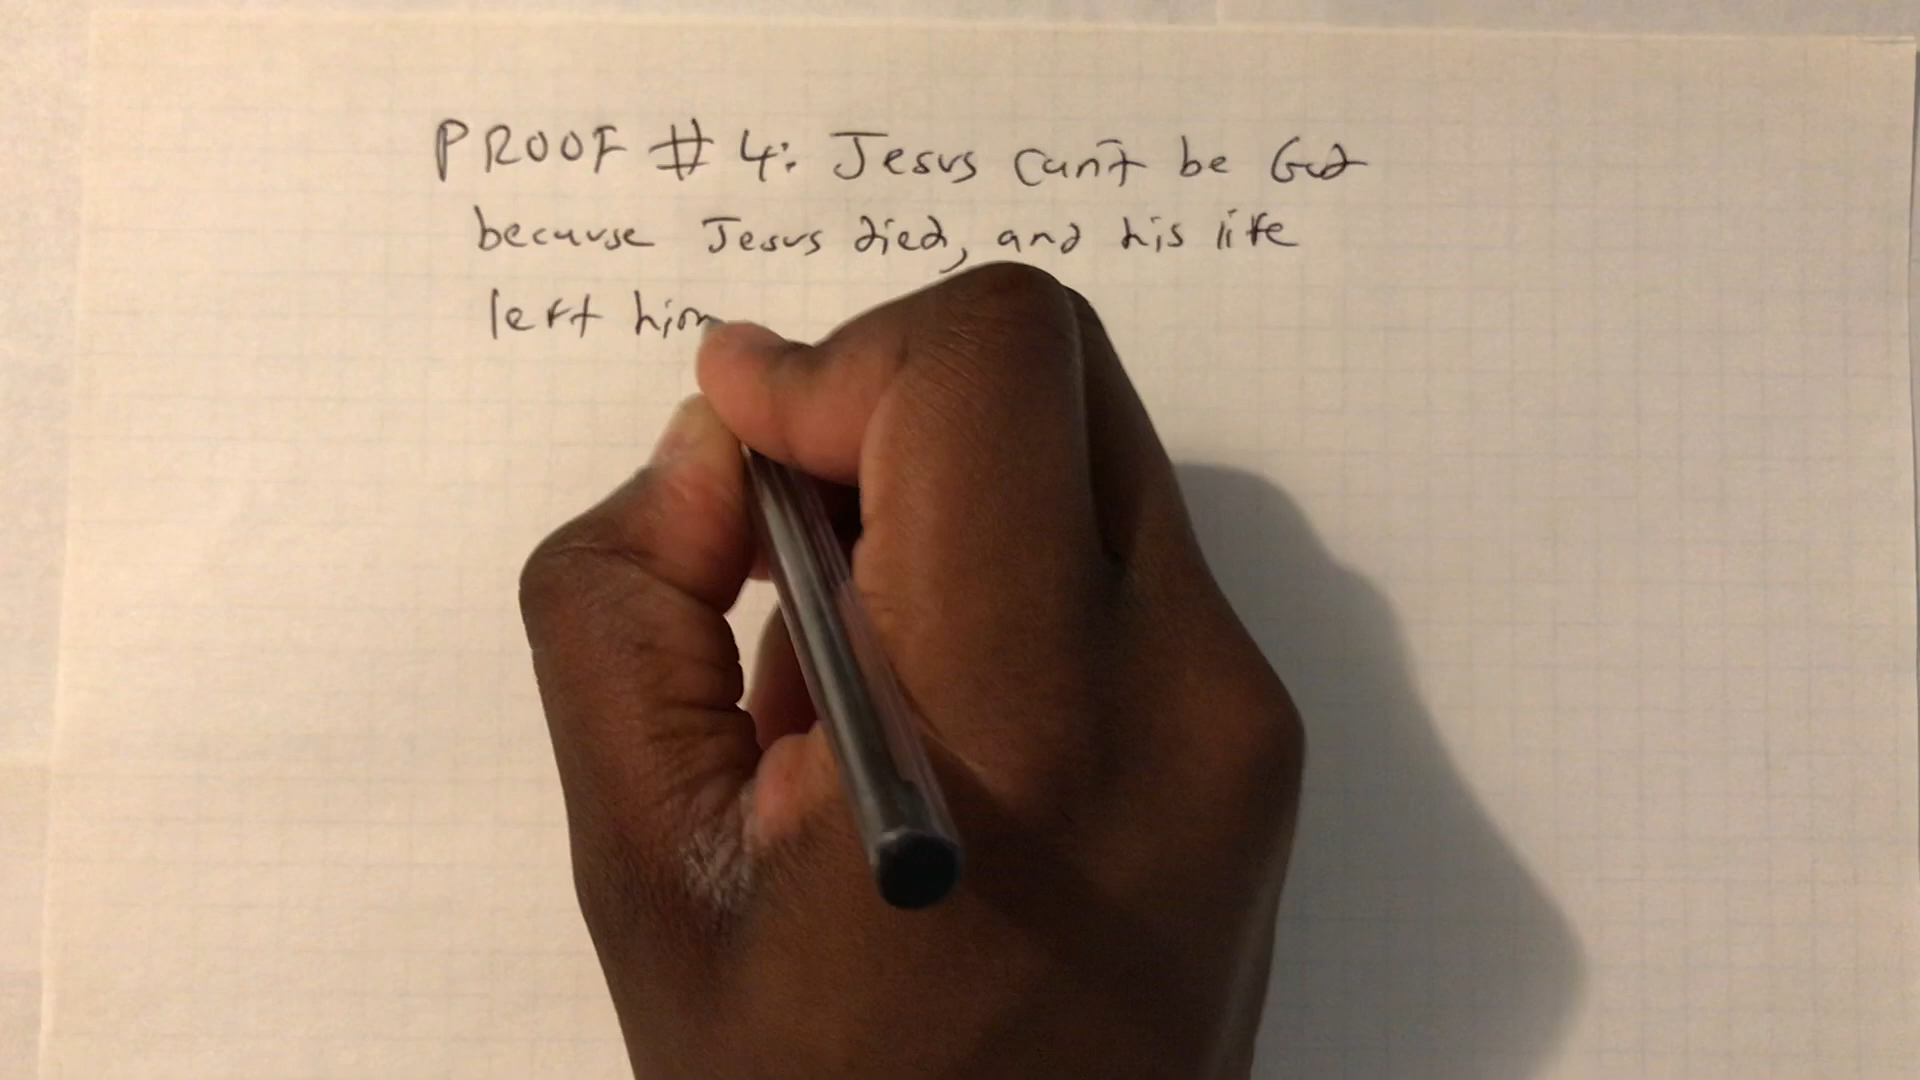 PROOF # 4: Jesus can't be God
because Jesus died, and his life
left him